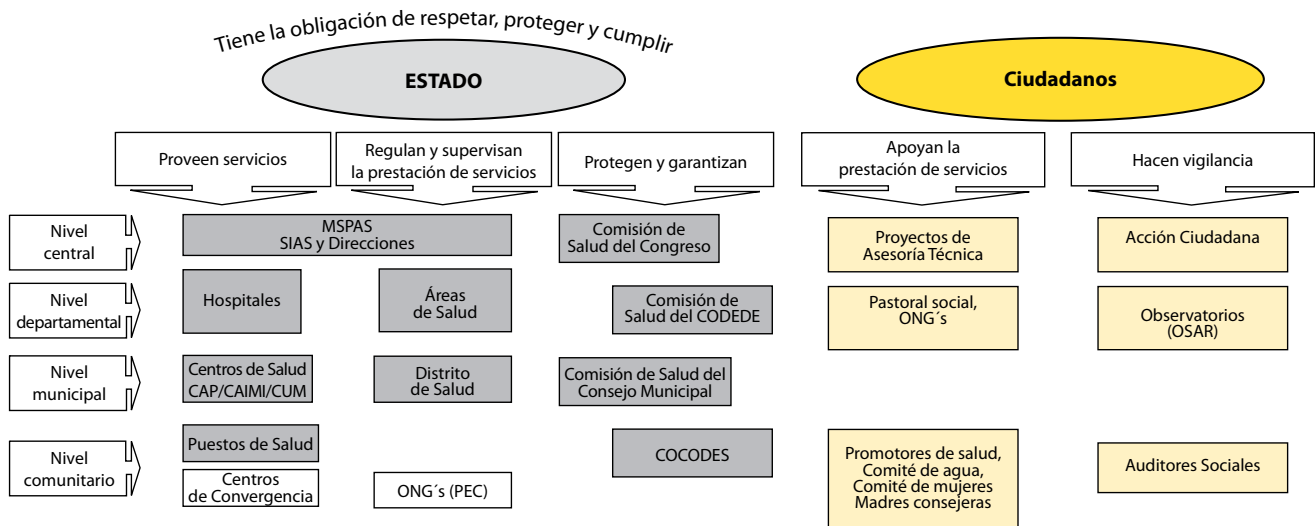 Tiene la obligación de respetar, proteger y cumplir
ESTADO
Ciudadanos
Proveen servicios
Regulan y supervisan
la prestación de servicios
Protegen y garantizan
Apoyan la
prestación de servicios
Hacen vigilancia
Nivel
central
MSPAS
SIAS y Direcciones
Comisión de
Salud del Congreso
Proyectos de
Asesoría Técnica
Acción Ciudadana
Nivel
departamental
Hospitales
Áreas
de Salud
Comisión de
Salud del CODEDE
Pastoral social,
ONG´s
Observatorios
(OSAR)
Nivel
municipal
Centros de Salud
CAP/CAIMI/CUM
Distrito
de Salud
Comisión de Salud del
Consejo Municipal
Nivel
comunitario
Puestos de Salud
Centros
de Convergencia
ONG´s (PEC)
COCODES
Promotores de salud,
Comité de agua,
Comité de mujeres
Madres consejeras
Auditores Sociales